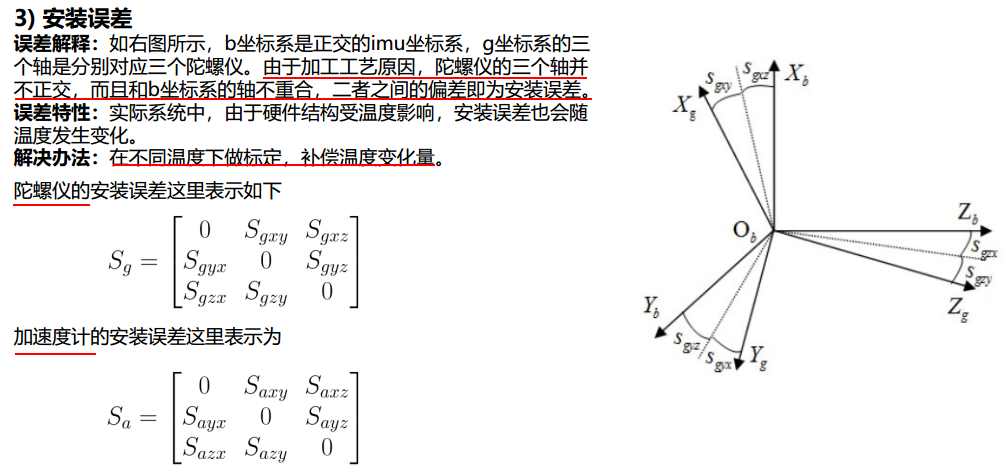 3) 安装误差
误差解释：如右图所示，b坐标系是正交的imu坐标系，g坐标系的三
个轴是分别对应三个陀螺仪。由于加工工艺原因，陀螺仪的三个轴并
不正交，而且和b坐标系的轴不重合，二者之间的偏差即为安装误差。
误差特性：实际系统中，由于硬件结构受温度影响，安装误差也会随
温度发生变化。
解决办法：在不同温度下做标定，补偿温度变化量。
陀螺仪的安装误差这里表示如下
S_g = [ 0 S_{gxy} S_{gxz}
S_{gyx} 0 S_{gyz}
S_{gzx} S_{gzy} 0 ]
加速度计的安装误差这里表示为
S_a = [ 0 S_{axy} S_{axz}
S_{ayx} 0 S_{ayz}
S_{azx} S_{azy} 0 ]
S_{gxy} S_{gxz} X_b
X_g
O_b
Z_b
S_{gzx}
S_{gzy}
Z_g
Y_b
S_{gyz}
S_{gyx}
Y_g